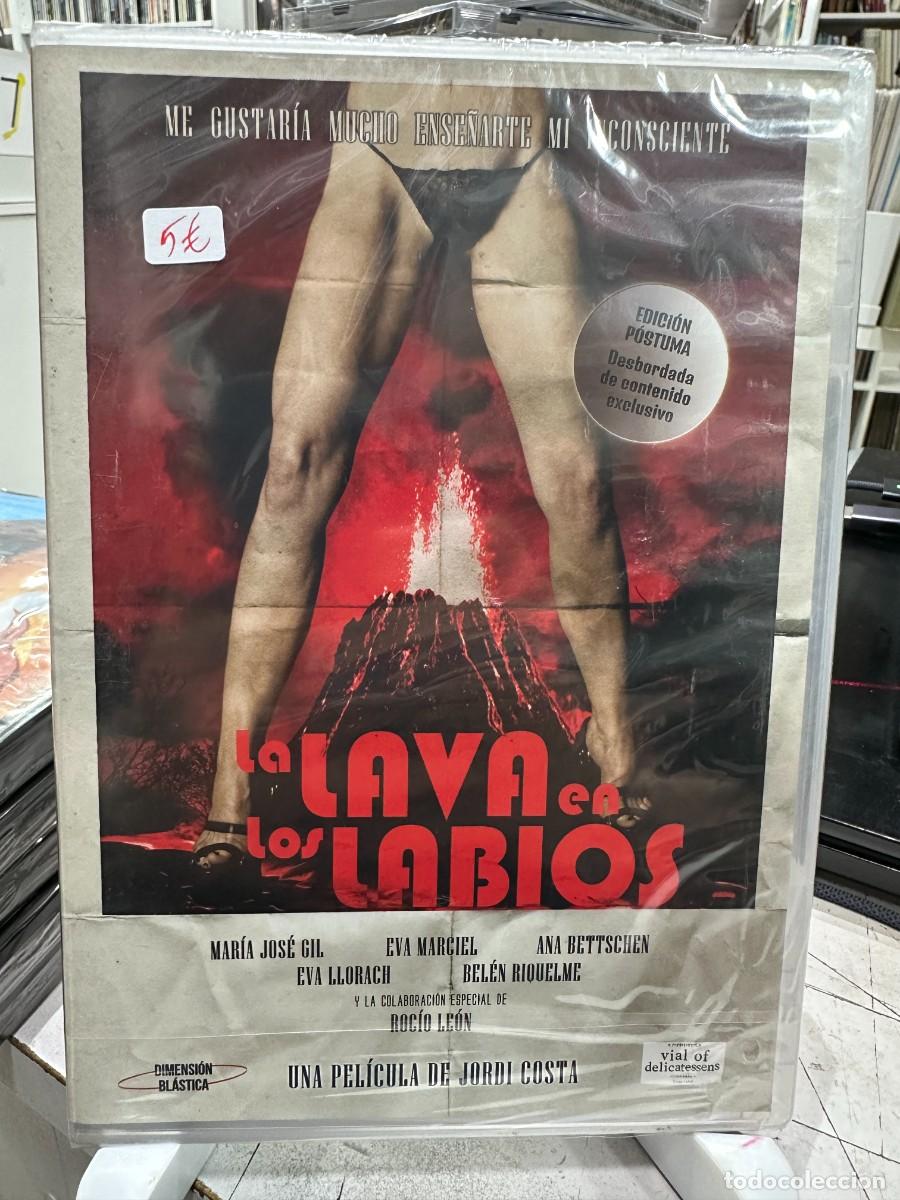 ME GUSTARÍA MUCHO ENSEÑARTE MI INCONSCIENTE
5€
EDICIÓN
PÓSTUMA
Desbordada
de contenido
exclusivo
La LAVA en
Los LABIOS
MARÍA JOSÉ GIL EVA MARCIEL ANA BETTSCHEN
EVA LLORACH BELÉN RIQUELME
Y LA COLABORACIÓN ESPECIAL DE
ROCÍO LEÓN
DIMENSIÓN
BLÁSTICA
UNA PELÍCULA DE JORDI COSTA
vial of
delicatessens
todocoleccion